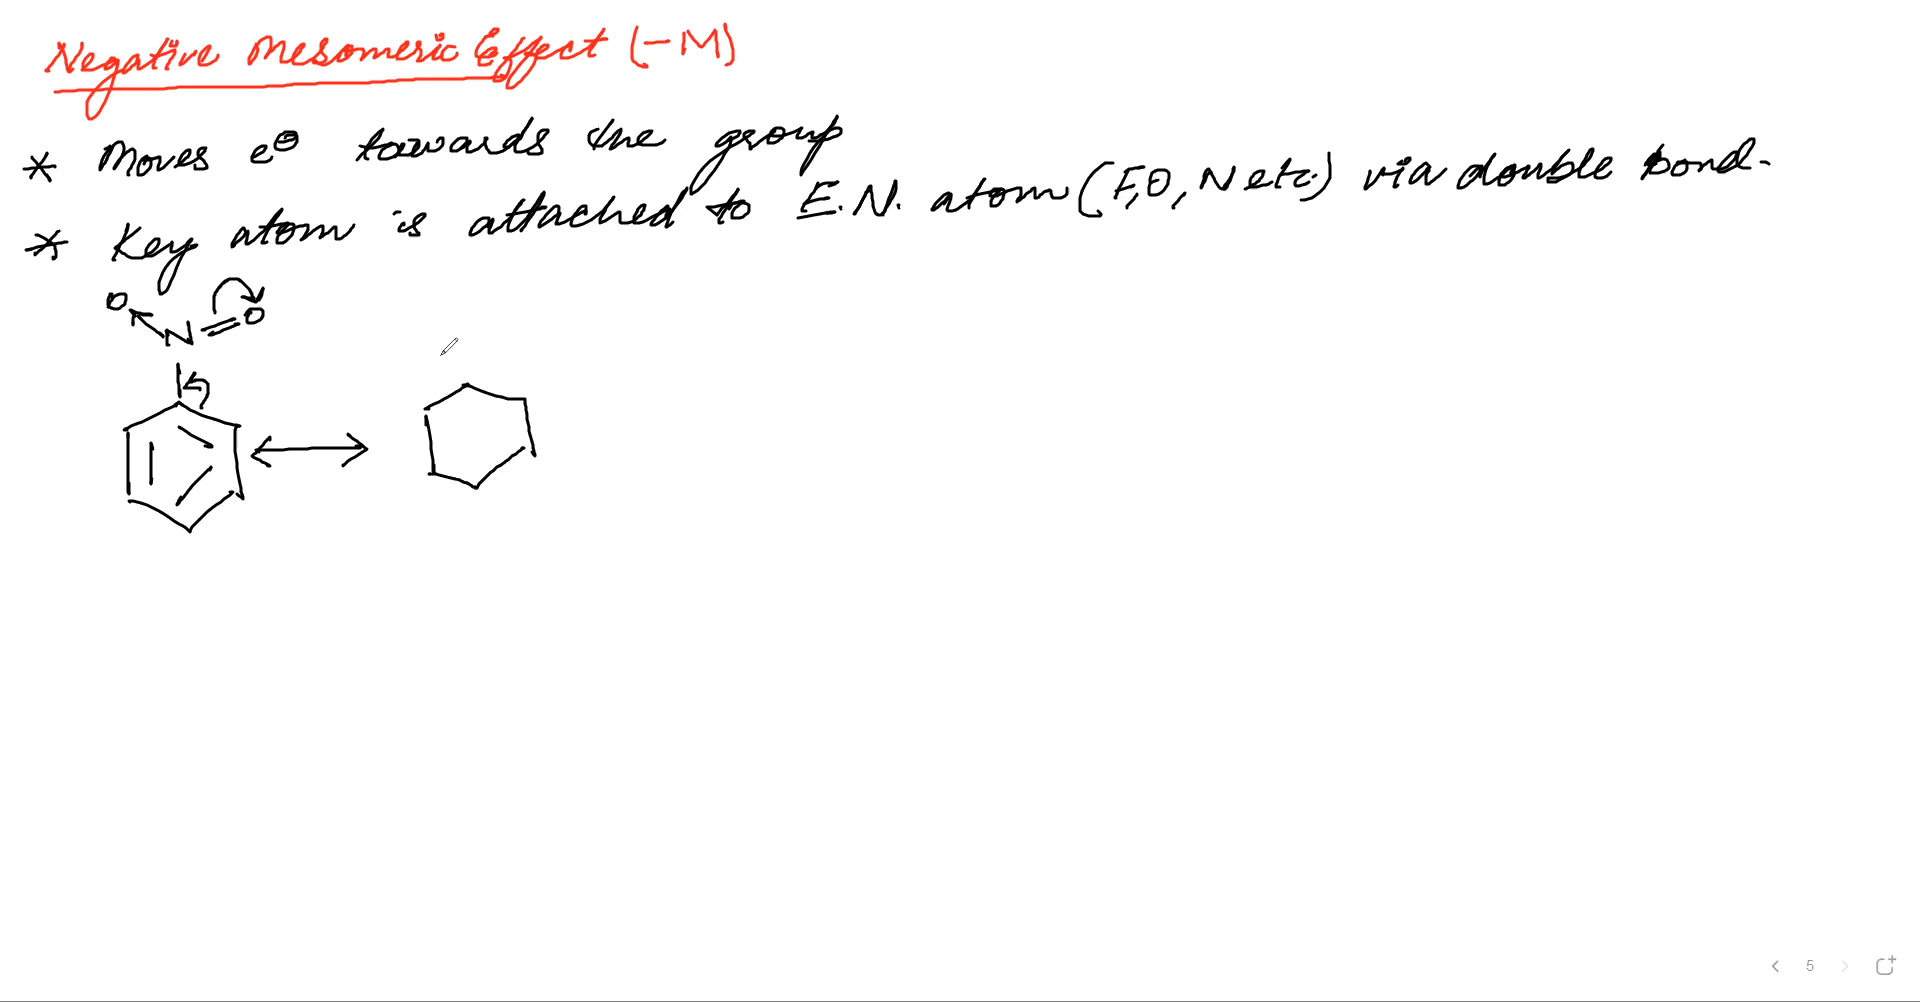 Negative Mesomeric Effect (-M)
* Moves e⊖ towards the group
* Key atom is attached to E.N. atom (F, O, N etc.) via double bond.
O
N = O
5